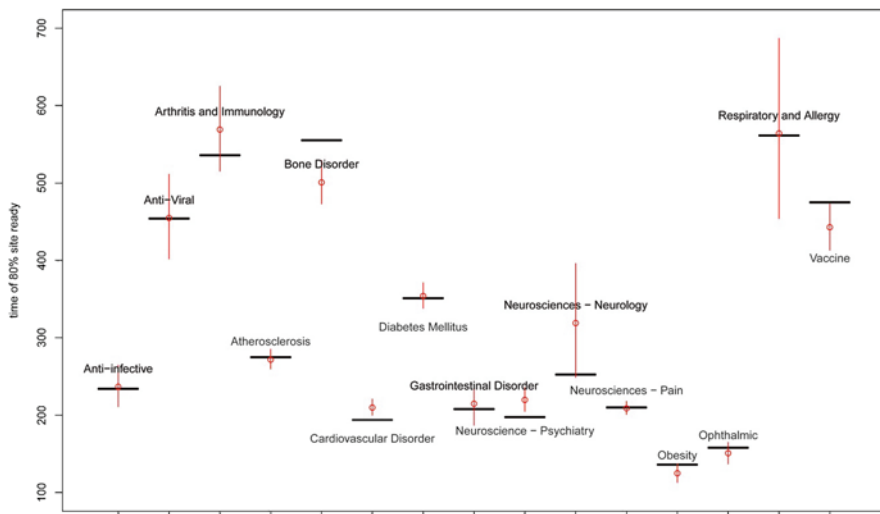 700
600
500
400
300
200
100
time of 80% site ready
Arthritis and Immunology
Respiratory and Allergy
Bone Disorder
Anti-Viral
Vaccine
Neurosciences - Neurology
Diabetes Mellitus
Atherosclerosis
Anti-infective
Gastrointestinal Disorder
Neurosciences - Pain
Cardiovascular Disorder
Neuroscience - Psychiatry
Ophthalmic
Obesity